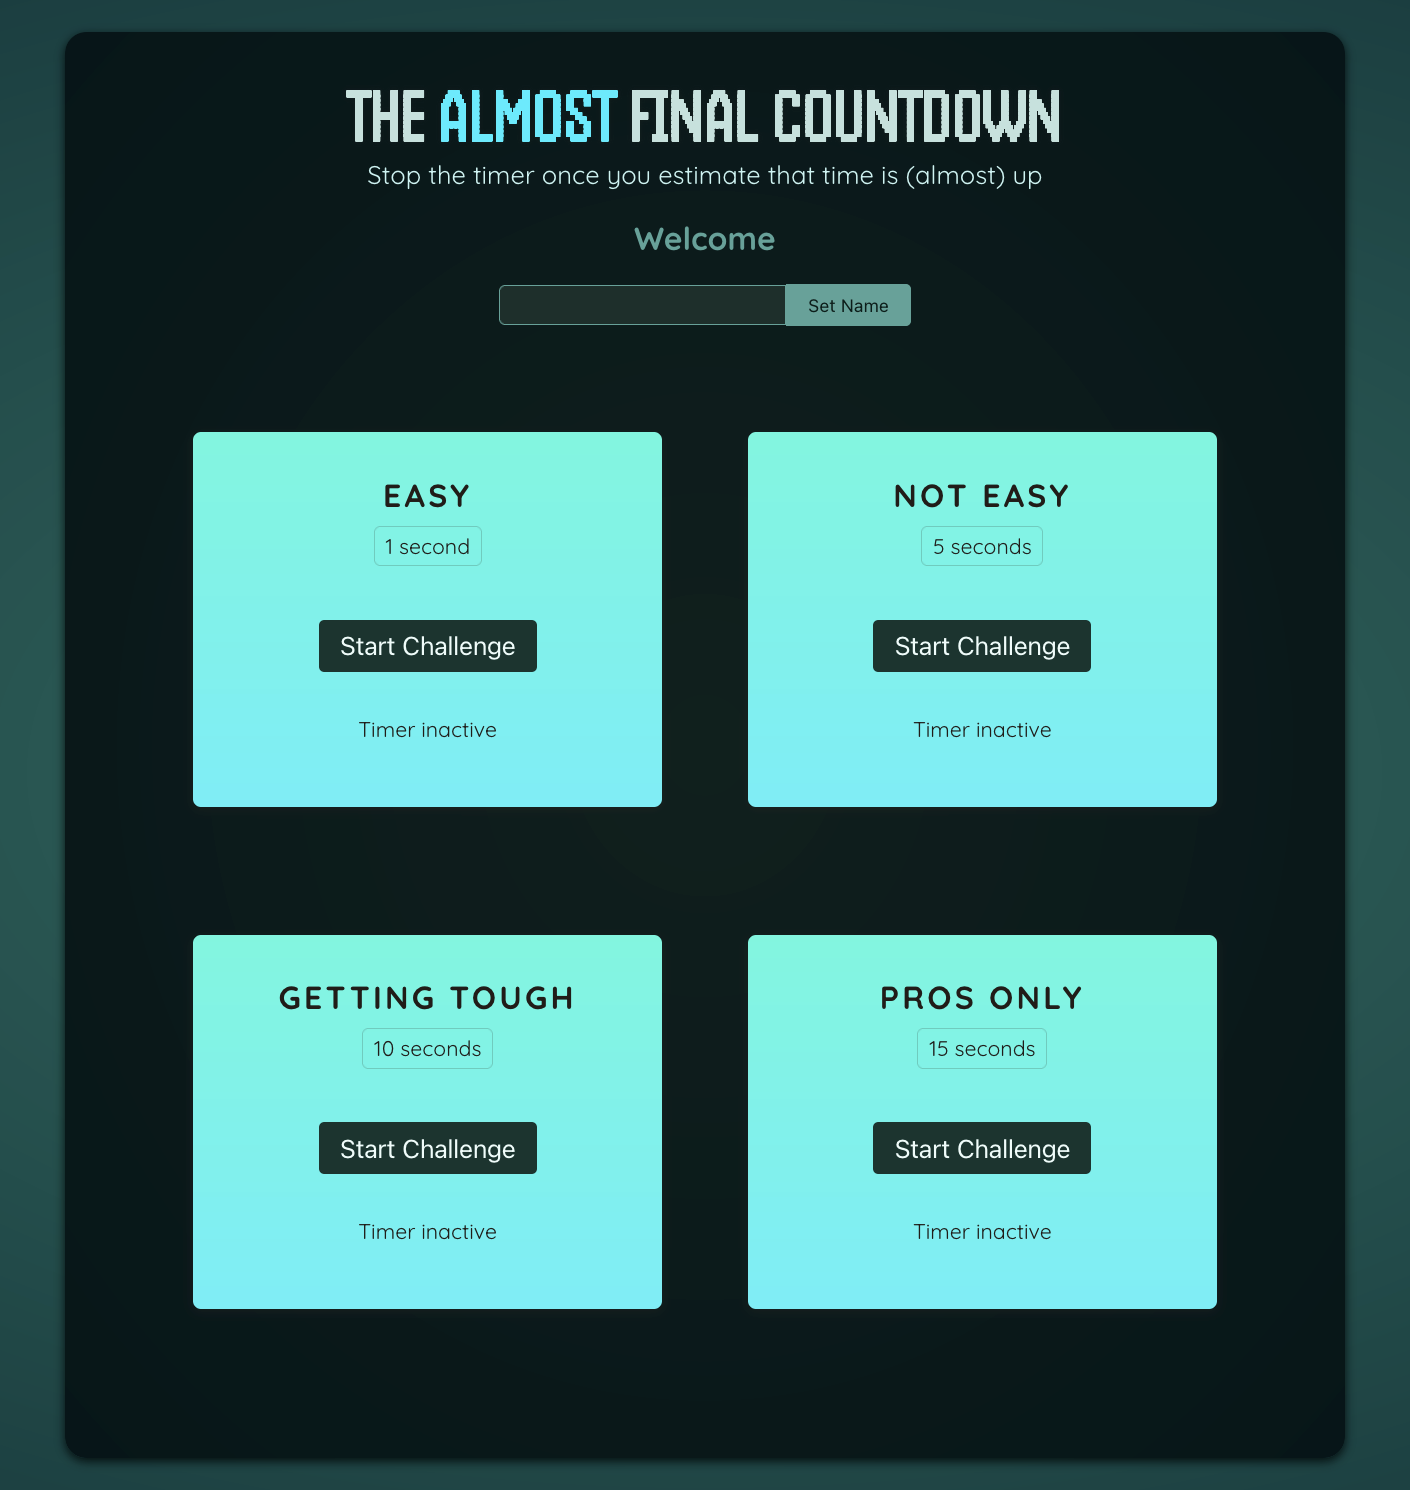 THE ALMOST FINAL COUNTDOWN
Stop the timer once you estimate that time is (almost) up
Welcome
Set Name
EASY
1 second
Start Challenge
Timer inactive
NOT EASY
5 seconds
Start Challenge
Timer inactive
GETTING TOUGH
10 seconds
Start Challenge
Timer inactive
PROS ONLY
15 seconds
Start Challenge
Timer inactive